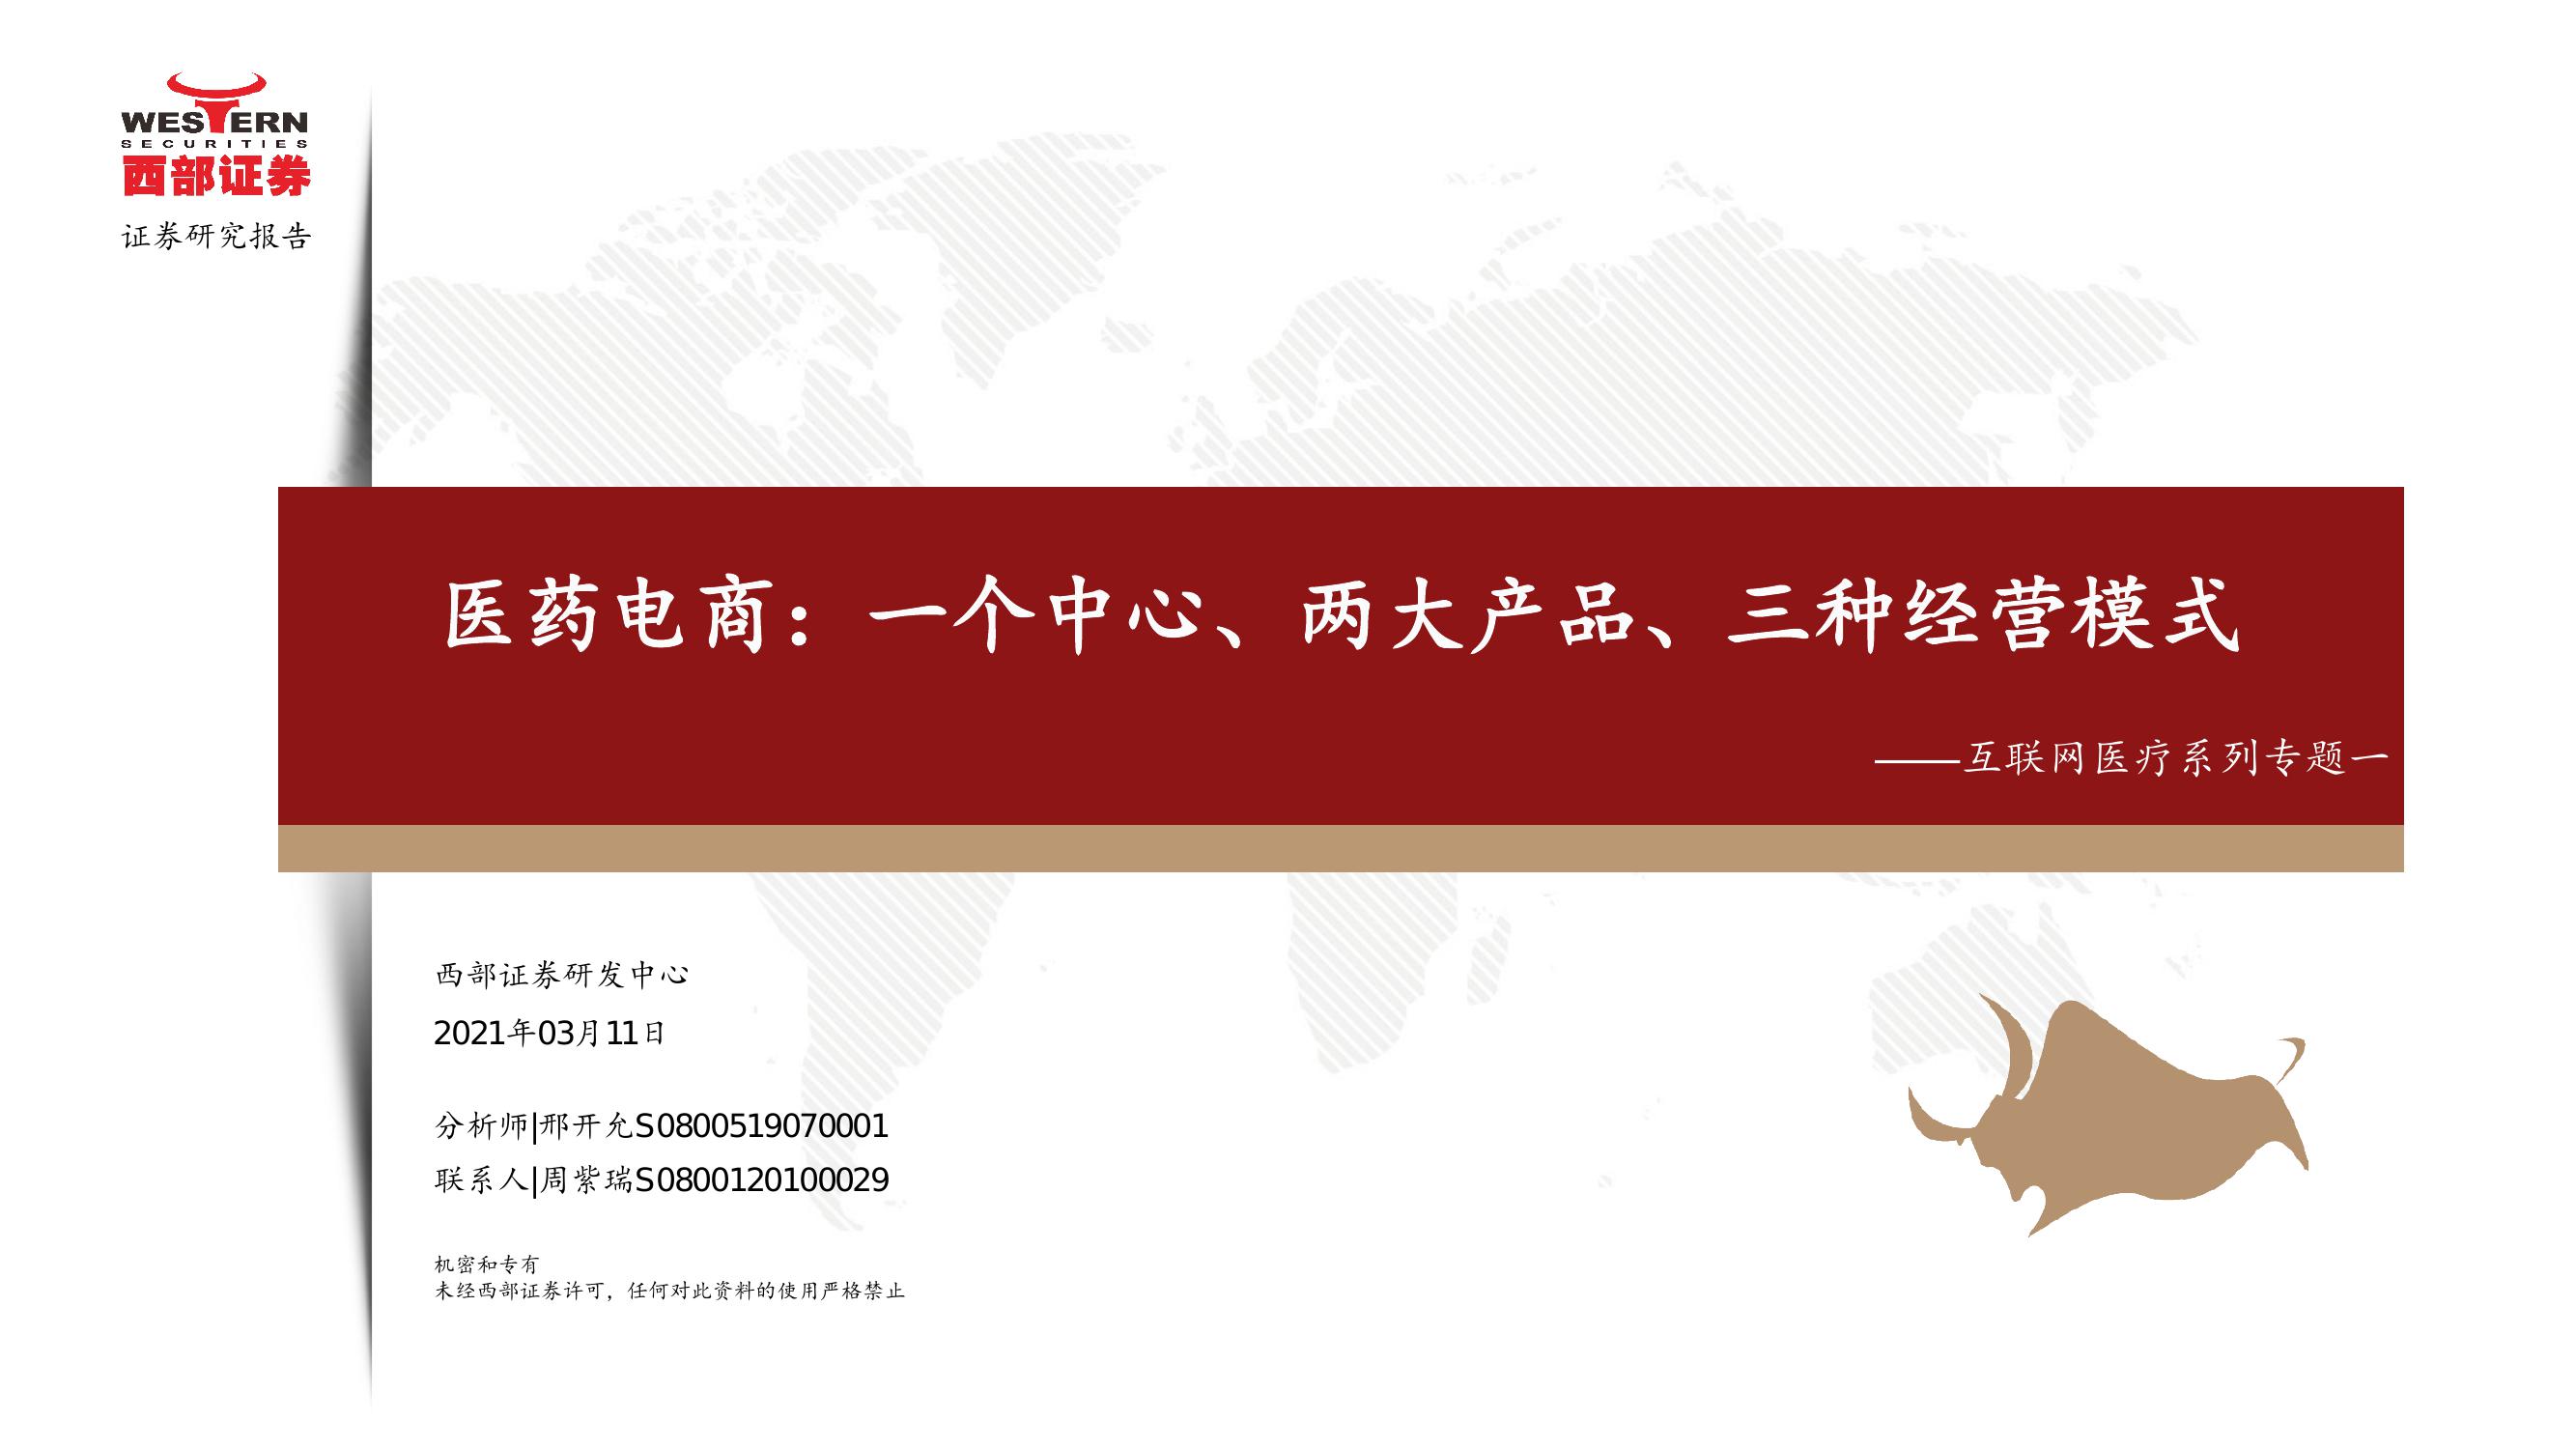 WESTERN
SECURITIES
西部证券
证券研究报告
医药电商：一个中心、两大产品、三种经营模式
——互联网医疗系列专题一
西部证券研发中心
2021年03月11日
分析师|邢开允S0800519070001
联系人|周紫瑞S0800120100029
机密和专有
未经西部证券许可，任何对此资料的使用严格禁止